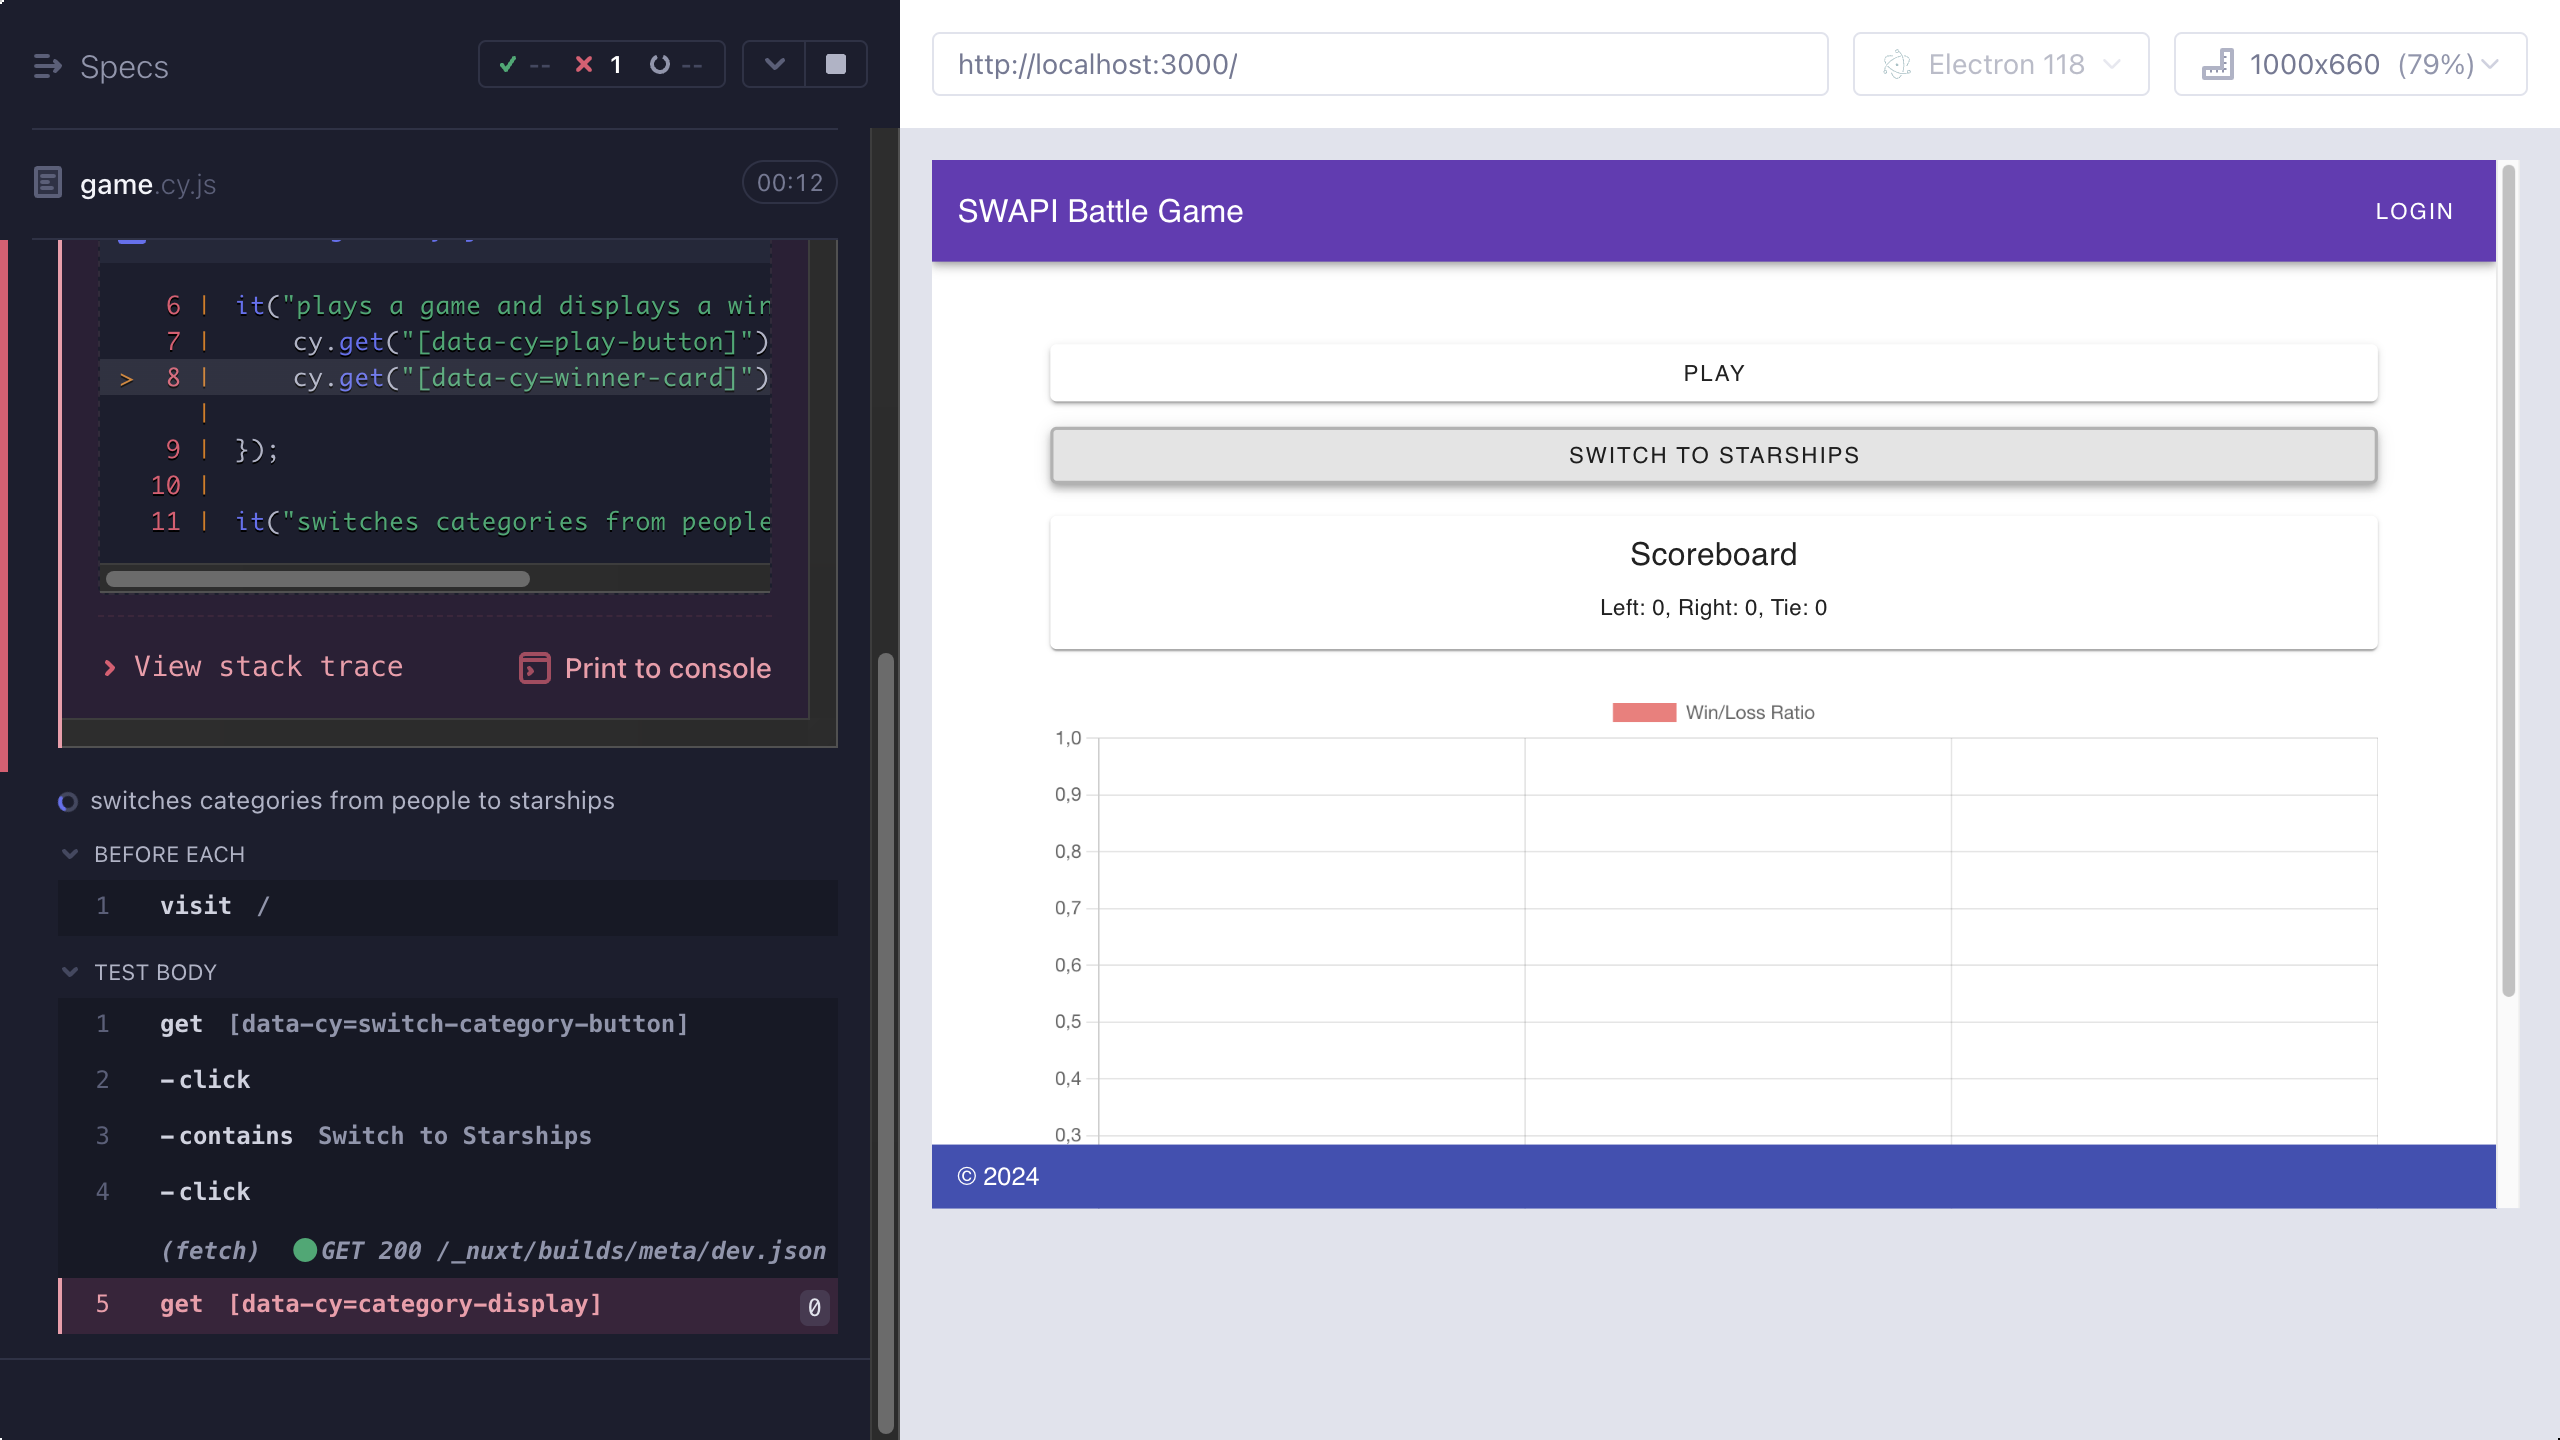 Specs
-- 1 --
game.cy.js
00:12
6 | it("plays a game and displays a win
7 | cy.get("[data-cy=play-button]")
> 8 | cy.get("[data-cy=winner-card]")
|
9 | });
10 |
11 | it("switches categories from people
View stack trace
Print to console
switches categories from people to starships
BEFORE EACH
1 visit /
TEST BODY
1 get [data-cy=switch-category-button]
2 -click
3 -contains Switch to Starships
4 -click
(fetch) GET 200 /_nuxt/builds/meta/dev.json
5 get [data-cy=category-display] 0
http://localhost:3000/
Electron 118
1000x660 (79%)
SWAPI Battle Game
LOGIN
PLAY
SWITCH TO STARSHIPS
Scoreboard
Left: 0, Right: 0, Tie: 0
Win/Loss Ratio
1,0
0,9
0,8
0,7
0,6
0,5
0,4
0,3
© 2024